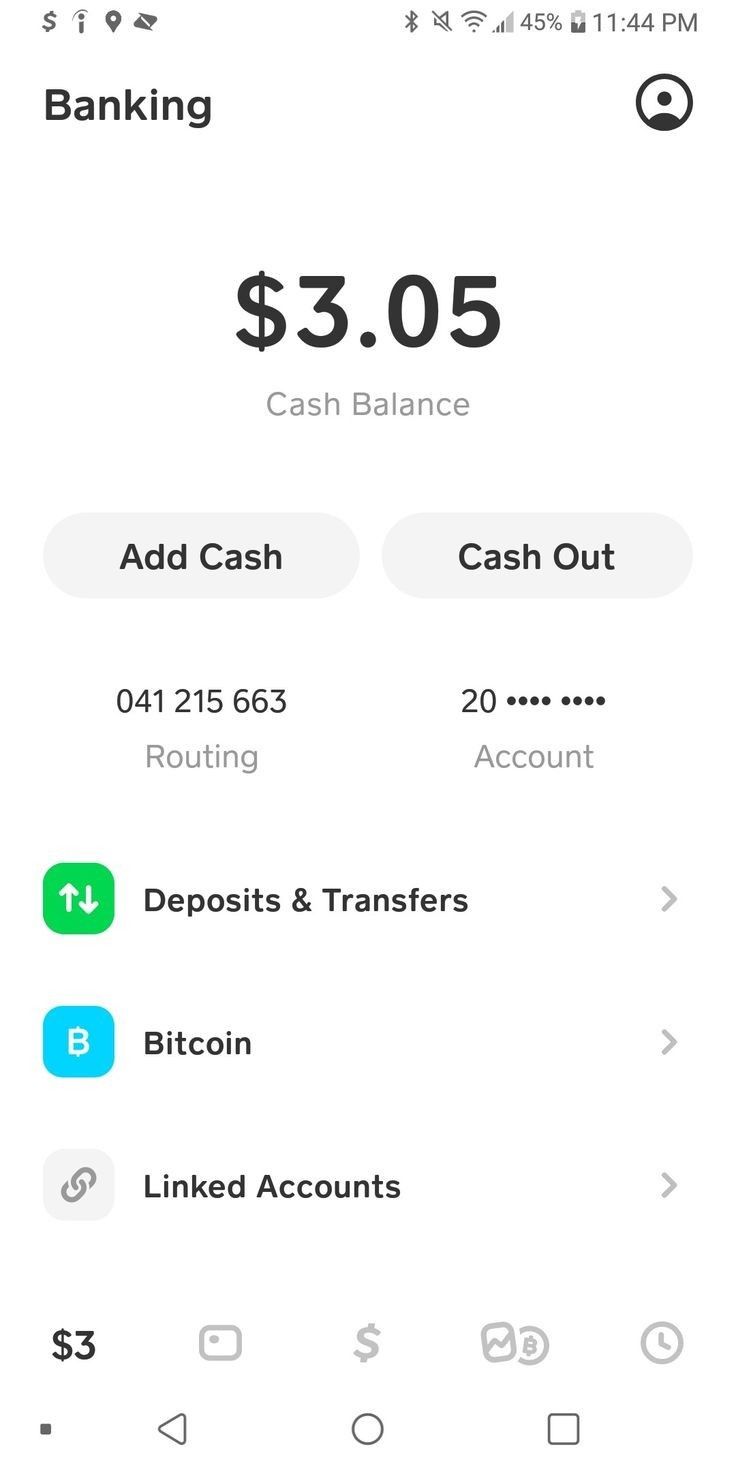 45% 11:44 PM
Banking
$3.05
Cash Balance
Add Cash Cash Out
041 215 663 20 •••• ••••
Routing Account
Deposits & Transfers
Bitcoin
Linked Accounts
$3